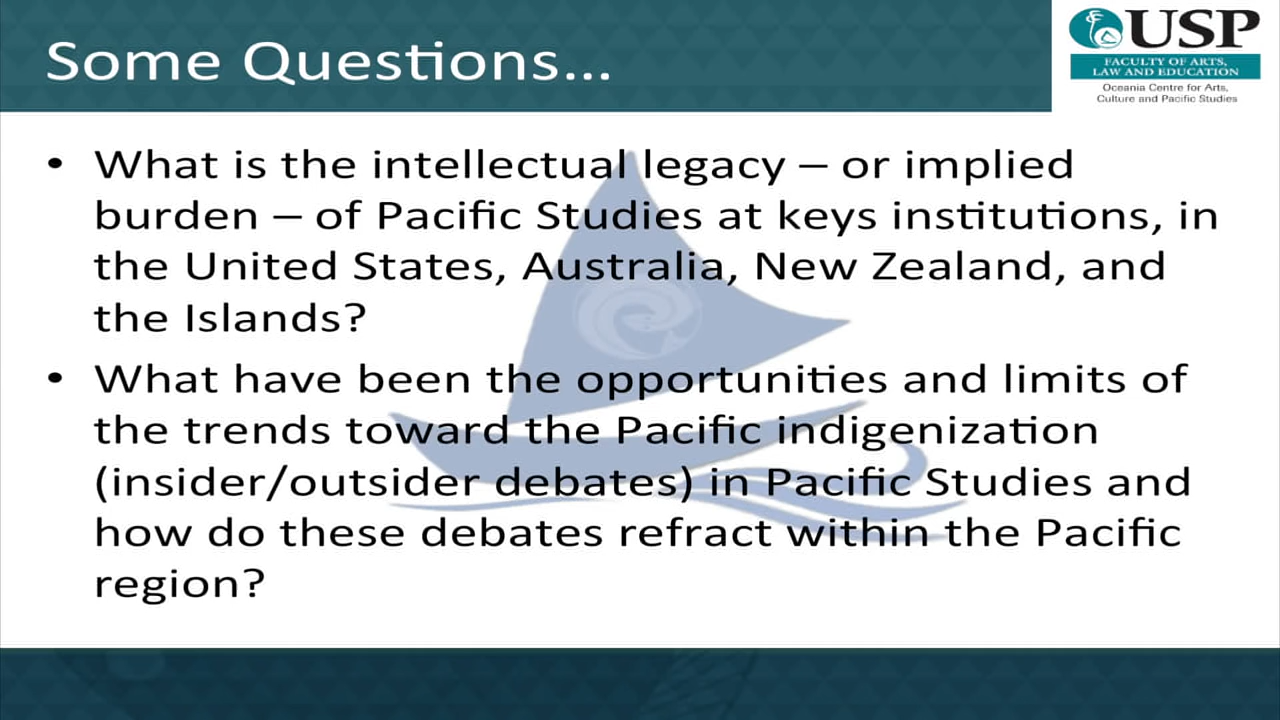 Some Questions...
USP
FACULTY OF ARTS,
LAW AND EDUCATION
Oceania Centre for Arts,
Culture and Pacific Studies
• What is the intellectual legacy – or implied
burden – of Pacific Studies at keys institutions, in
the United States, Australia, New Zealand, and
the Islands?
• What have been the opportunities and limits of
the trends toward the Pacific indigenization
(insider/outsider debates) in Pacific Studies and
how do these debates refract within the Pacific
region?